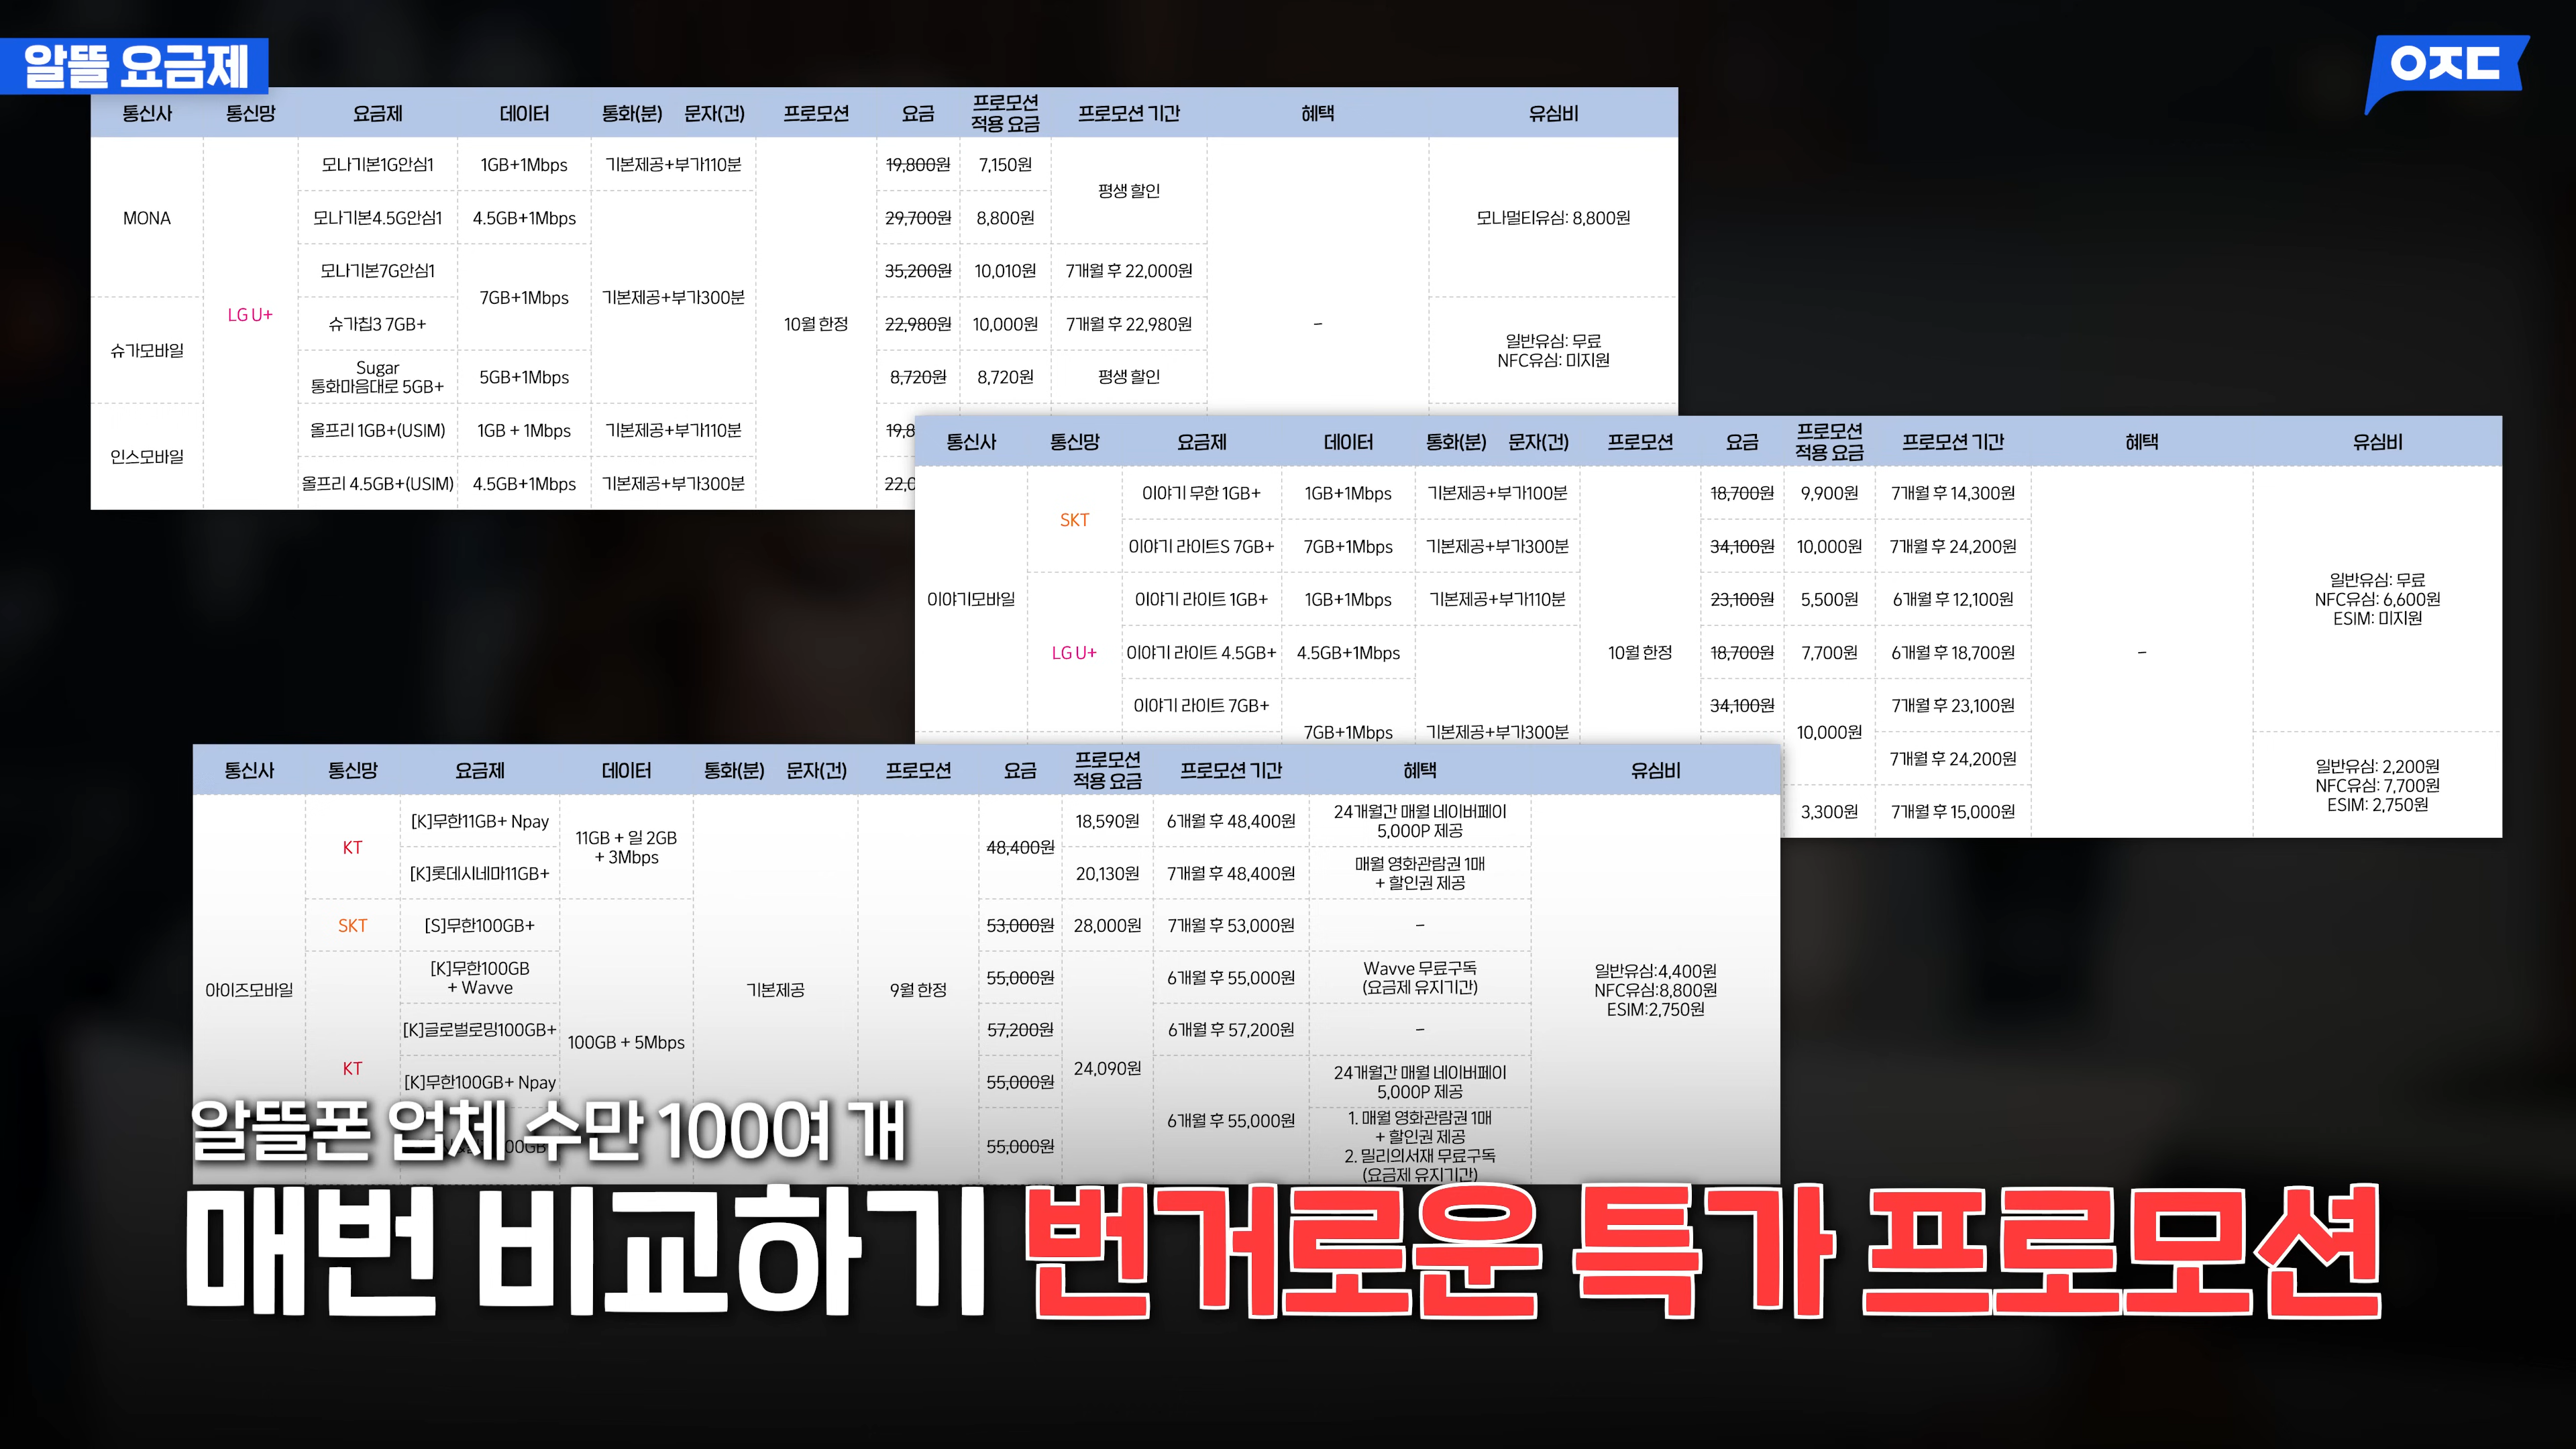 알뜰 요금제
오지드
통신사 통신망 요금제 데이터 통화(분) 문자(건) 프로모션 요금 프로모션 적용 요금 프로모션 기간 혜택 유심비
MONA LG U+ 모나기본1G안심1 1GB+1Mbps 기본제공+부가110분 10월 한정 19,800원 7,150원 평생 할인 – 모나멀티유심: 8,800원
모나기본4.5G안심1 4.5GB+1Mbps 기본제공+부가300분 29,700원 8,800원
모나기본7G안심1 7GB+1Mbps 35,200원 10,010원 7개월 후 22,000원
슈가모바일 슈가칩3 7GB+ 22,980원 10,000원 7개월 후 22,980원 일반유심: 무료
NFC유심: 미지원
Sugar
통화마음대로 5GB+ 5GB+1Mbps 8,720원 8,720원 평생 할인
인스모바일 올프리 1GB+(USIM) 1GB + 1Mbps 기본제공+부가110분 19,8
올프리 4.5GB+(USIM) 4.5GB+1Mbps 기본제공+부가300분 22,0
통신사 통신망 요금제 데이터 통화(분) 문자(건) 프로모션 요금 프로모션 적용 요금 프로모션 기간 혜택 유심비
이야기모바일 SKT 이야기 무한 1GB+ 1GB+1Mbps 기본제공+부가100분 10월 한정 18,700원 9,900원 7개월 후 14,300원 –
이야기 라이트S 7GB+ 7GB+1Mbps 기본제공+부가300분 34,100원 10,000원 7개월 후 24,200원
일반유심: 무료
NFC유심: 6,600원
ESIM: 미지원
LG U+ 이야기 라이트 1GB+ 1GB+1Mbps 기본제공+부가110분 23,100원 5,500원 6개월 후 12,100원
이야기 라이트 4.5GB+ 4.5GB+1Mbps 18,700원 7,700원 6개월 후 18,700원
이야기 라이트 7GB+ 7GB+1Mbps 기본제공+부가300분 34,100원 10,000원 7개월 후 23,100원
7개월 후 24,200원
3,300원 7개월 후 15,000원
일반유심: 2,200원
NFC유심: 7,700원
ESIM: 2,750원
통신사 통신망 요금제 데이터 통화(분) 문자(건) 프로모션 요금 프로모션 적용 요금 프로모션 기간 혜택 유심비
아이즈모바일 KT [K]무한11GB+ Npay 11GB + 일 2GB
+ 3Mbps 기본제공 9월 한정 48,400원 18,590원 6개월 후 48,400원 24개월간 매월 네이버페이
5,000P 제공
[K]롯데시네마11GB+ 20,130원 7개월 후 48,400원 매월 영화관람권 1매
+ 할인권 제공
SKT [S]무한100GB+ 100GB + 5Mbps 53,000원 28,000원 7개월 후 53,000원 –
KT [K]무한100GB
+ Wavve 55,000원 24,090원 6개월 후 55,000원 Wavve 무료구독
(요금제 유지기간)
일반유심:4,400원
NFC유심:8,800원
ESIM:2,750원
[K]글로벌로밍100GB+ 57,200원 6개월 후 57,200원 –
[K]무한100GB+ Npay 55,000원 6개월 후 55,000원 24개월간 매월 네이버페이
5,000P 제공
55,000원 1. 매월 영화관람권 1매
+ 할인권 제공
2. 밀리의서재 무료구독
(요금제 유지기간)
알뜰폰 업체 수만 100여 개
매번 비교하기 번거로운 특가 프로모션